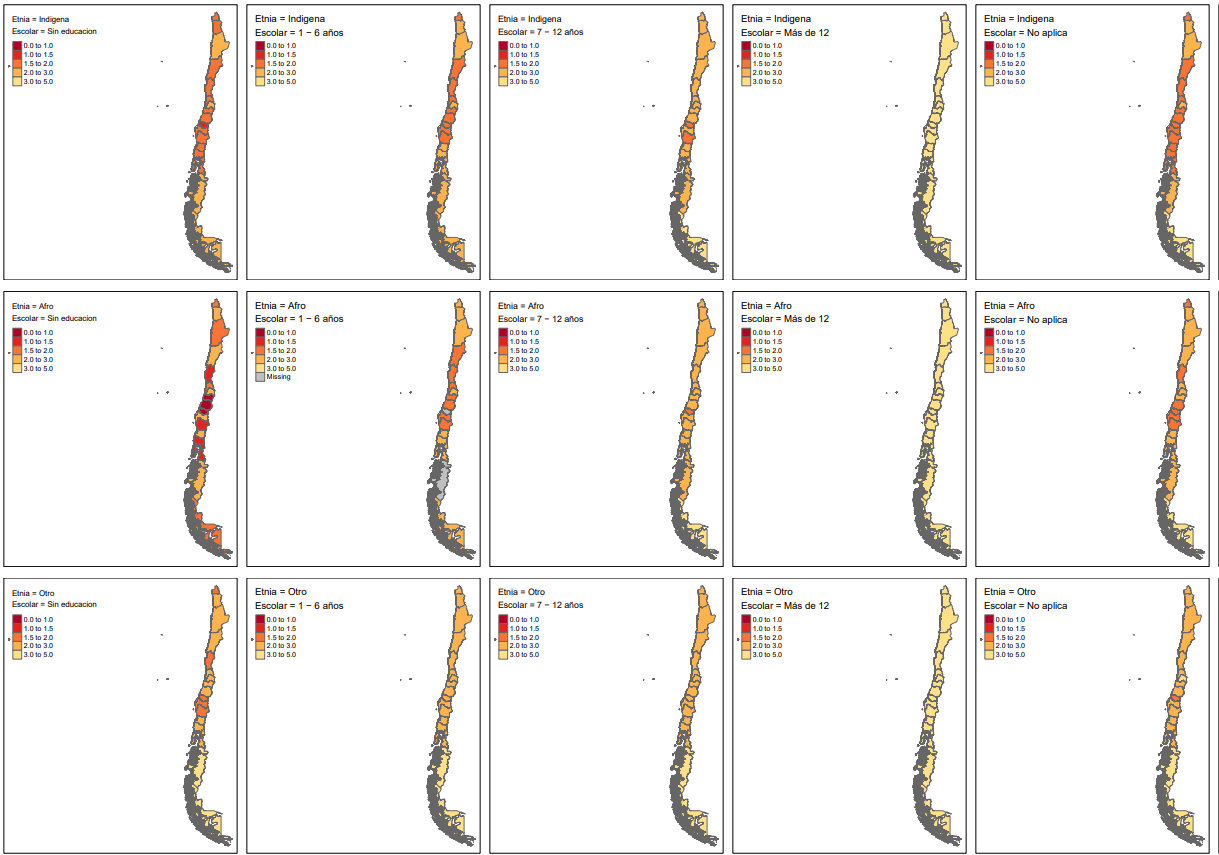 Etnia = Indigena
Escolar = Sin educacion
0.0 to 1.0
1.0 to 1.5
1.5 to 2.0
2.0 to 3.0
3.0 to 5.0
Etnia = Indigena
Escolar = 1 − 6 años
0.0 to 1.0
1.0 to 1.5
1.5 to 2.0
2.0 to 3.0
3.0 to 5.0
Etnia = Indigena
Escolar = 7 − 12 años
0.0 to 1.0
1.0 to 1.5
1.5 to 2.0
2.0 to 3.0
3.0 to 5.0
Etnia = Indigena
Escolar = Más de 12
0.0 to 1.0
1.0 to 1.5
1.5 to 2.0
2.0 to 3.0
3.0 to 5.0
Etnia = Indigena
Escolar = No aplica
0.0 to 1.0
1.0 to 1.5
1.5 to 2.0
2.0 to 3.0
3.0 to 5.0
Etnia = Afro
Escolar = Sin educacion
0.0 to 1.0
1.0 to 1.5
1.5 to 2.0
2.0 to 3.0
3.0 to 5.0
Etnia = Afro
Escolar = 1 − 6 años
0.0 to 1.0
1.0 to 1.5
1.5 to 2.0
2.0 to 3.0
3.0 to 5.0
Missing
Etnia = Afro
Escolar = 7 − 12 años
0.0 to 1.0
1.0 to 1.5
1.5 to 2.0
2.0 to 3.0
3.0 to 5.0
Etnia = Afro
Escolar = Más de 12
0.0 to 1.0
1.0 to 1.5
1.5 to 2.0
2.0 to 3.0
3.0 to 5.0
Etnia = Afro
Escolar = No aplica
0.0 to 1.0
1.0 to 1.5
1.5 to 2.0
2.0 to 3.0
3.0 to 5.0
Etnia = Otro
Escolar = Sin educacion
0.0 to 1.0
1.0 to 1.5
1.5 to 2.0
2.0 to 3.0
3.0 to 5.0
Etnia = Otro
Escolar = 1 − 6 años
0.0 to 1.0
1.0 to 1.5
1.5 to 2.0
2.0 to 3.0
3.0 to 5.0
Etnia = Otro
Escolar = 7 − 12 años
0.0 to 1.0
1.0 to 1.5
1.5 to 2.0
2.0 to 3.0
3.0 to 5.0
Etnia = Otro
Escolar = Más de 12
0.0 to 1.0
1.0 to 1.5
1.5 to 2.0
2.0 to 3.0
3.0 to 5.0
Etnia = Otro
Escolar = No aplica
0.0 to 1.0
1.0 to 1.5
1.5 to 2.0
2.0 to 3.0
3.0 to 5.0